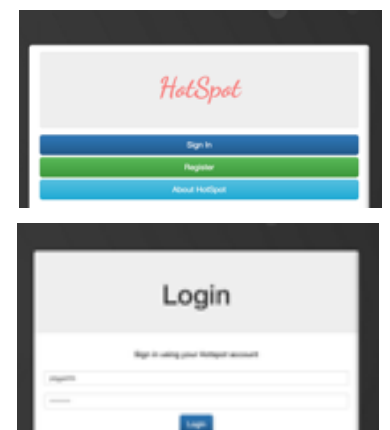 HotSpot
Sign In
Register
About HotSpot
Login
Sign in using your Hotspot account
Login